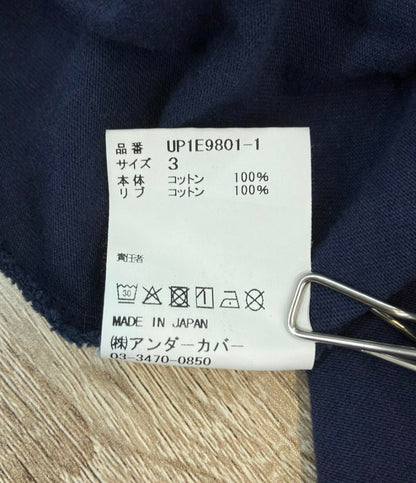 品番 UP1E9801-1
サイズ 3
本体 コットン 100%
リブ コットン 100%
責任者
30
MADE IN JAPAN
㈱アンダーカバー
03-3470-0850